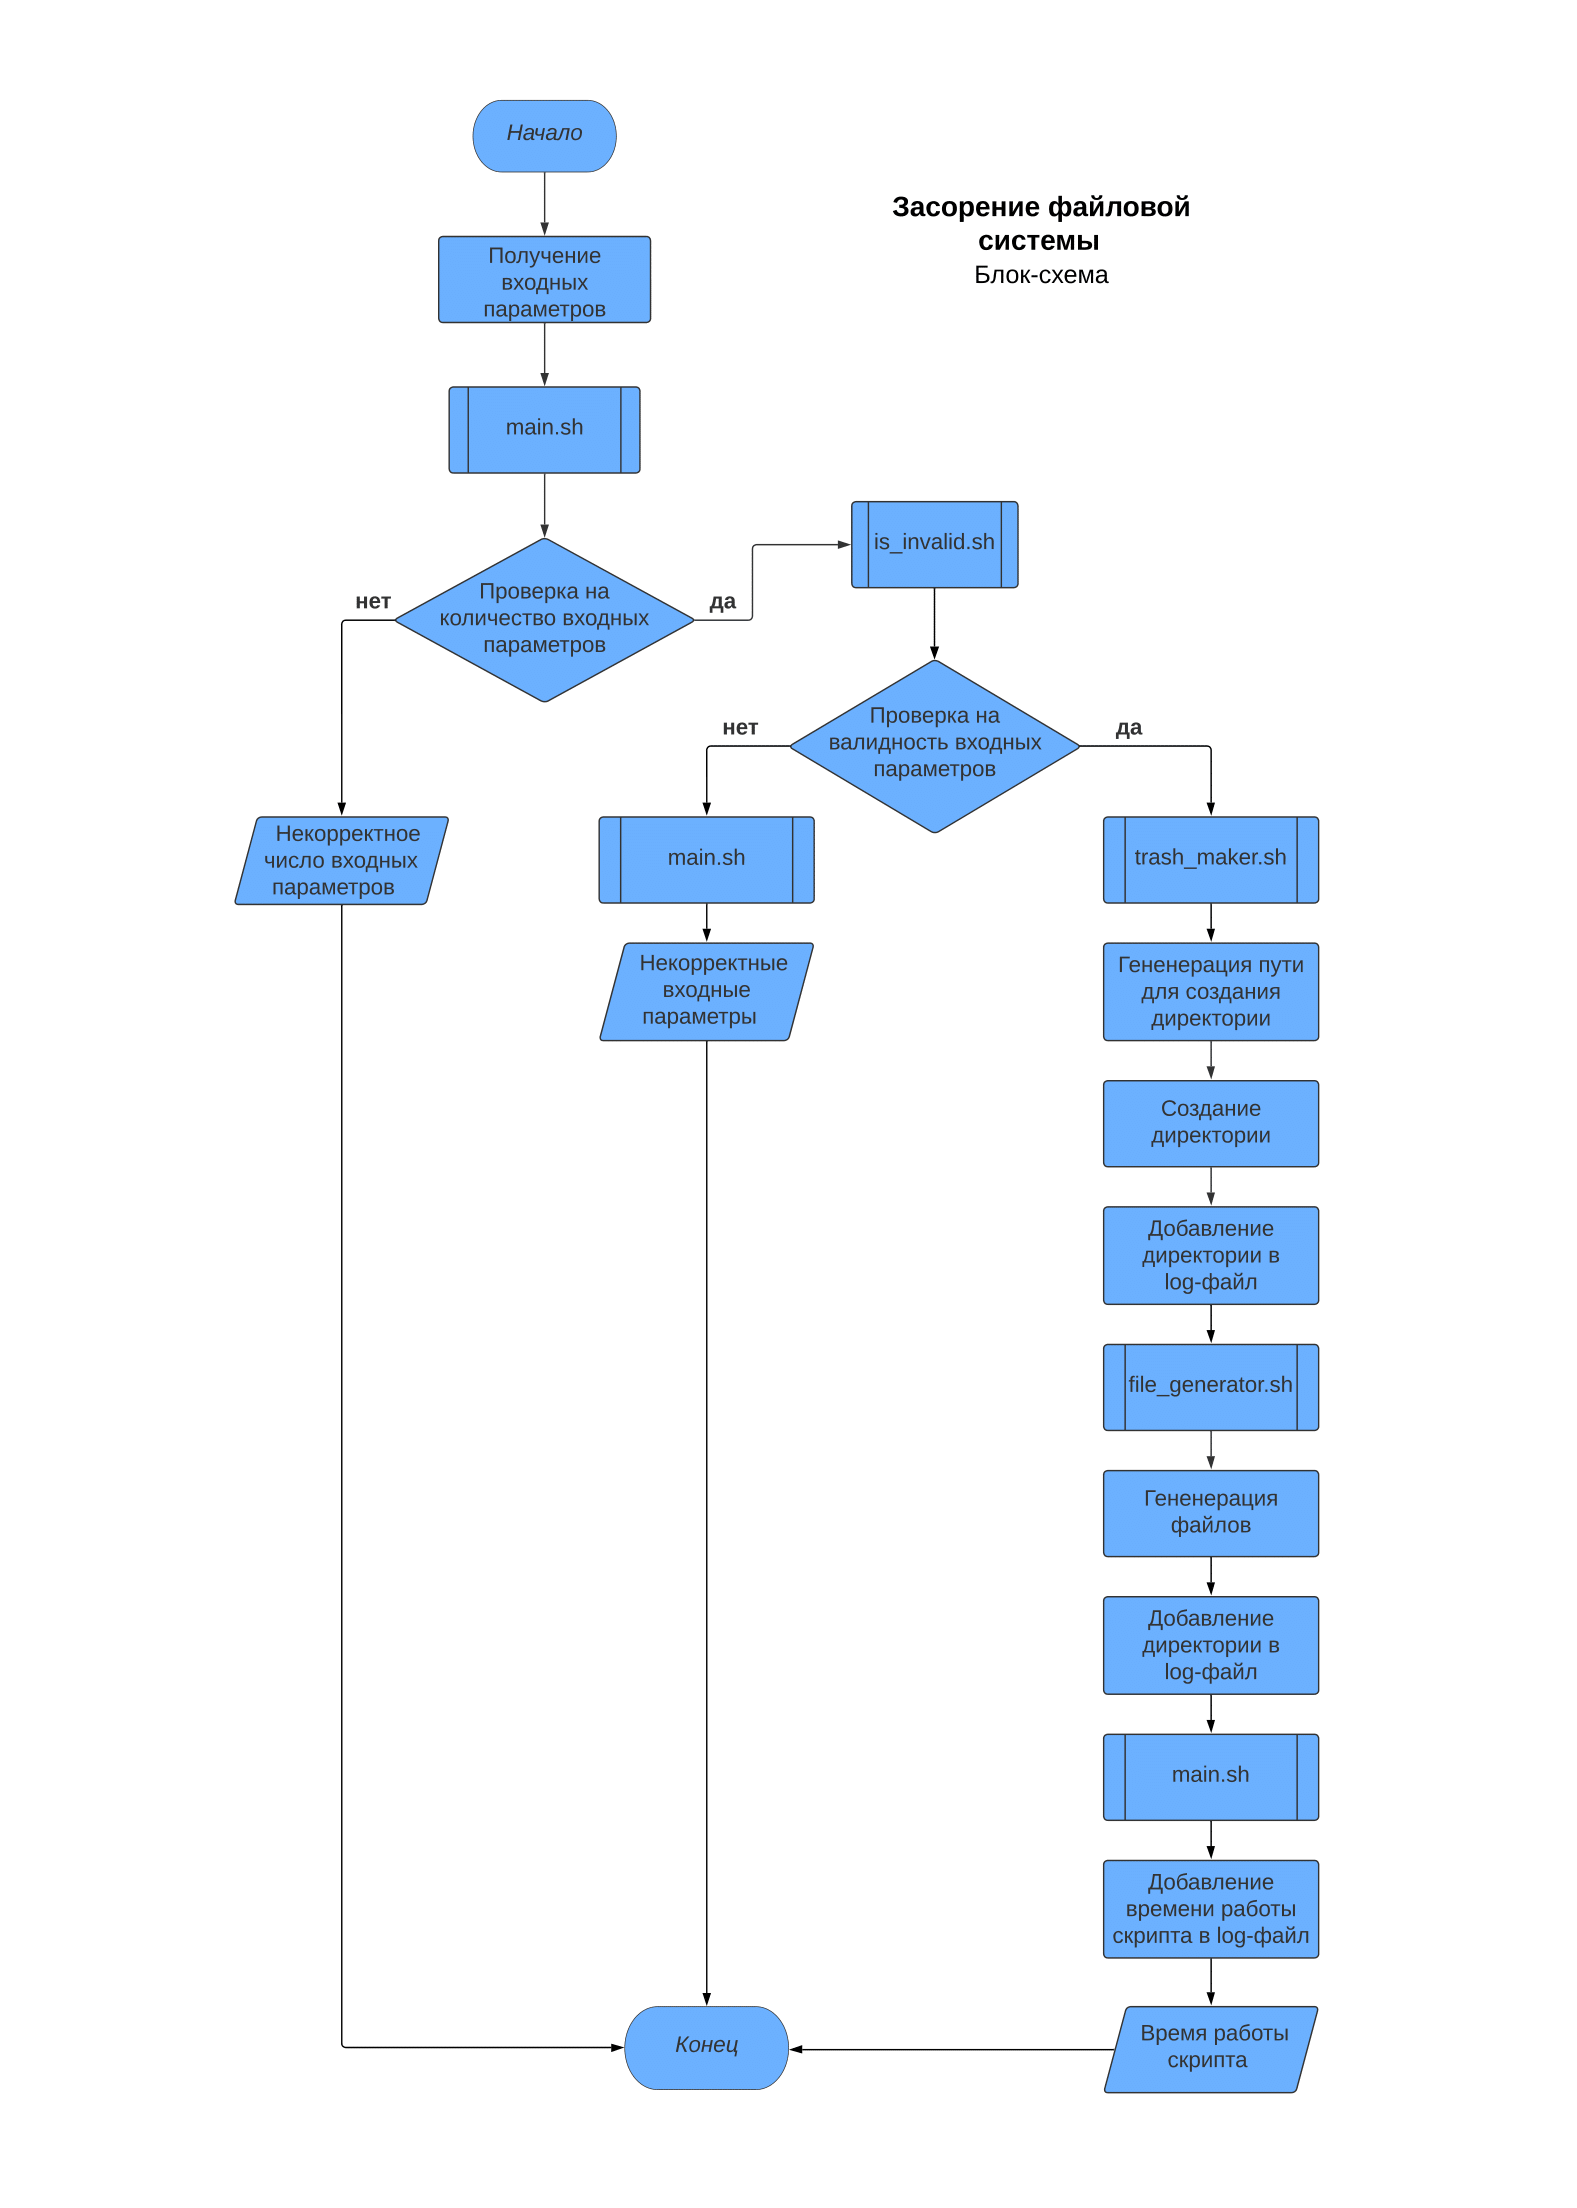 Начало
Засорение файловой
системы
Блок-схема
Получение
входных
параметров
main.sh
is_invalid.sh
Проверка на
количество входных
параметров
нет
да
Проверка на
валидность входных
параметров
нет
да
Некорректное
число входных
параметров
main.sh
trash_maker.sh
Некорректные
входные
параметры
Гененерация пути
для создания
директории
Создание
директории
Добавление
директории в
log-файл
file_generator.sh
Гененерация
файлов
Добавление
директории в
log-файл
main.sh
Добавление
времени работы
скрипта в log-файл
Время работы
скрипта
Конец